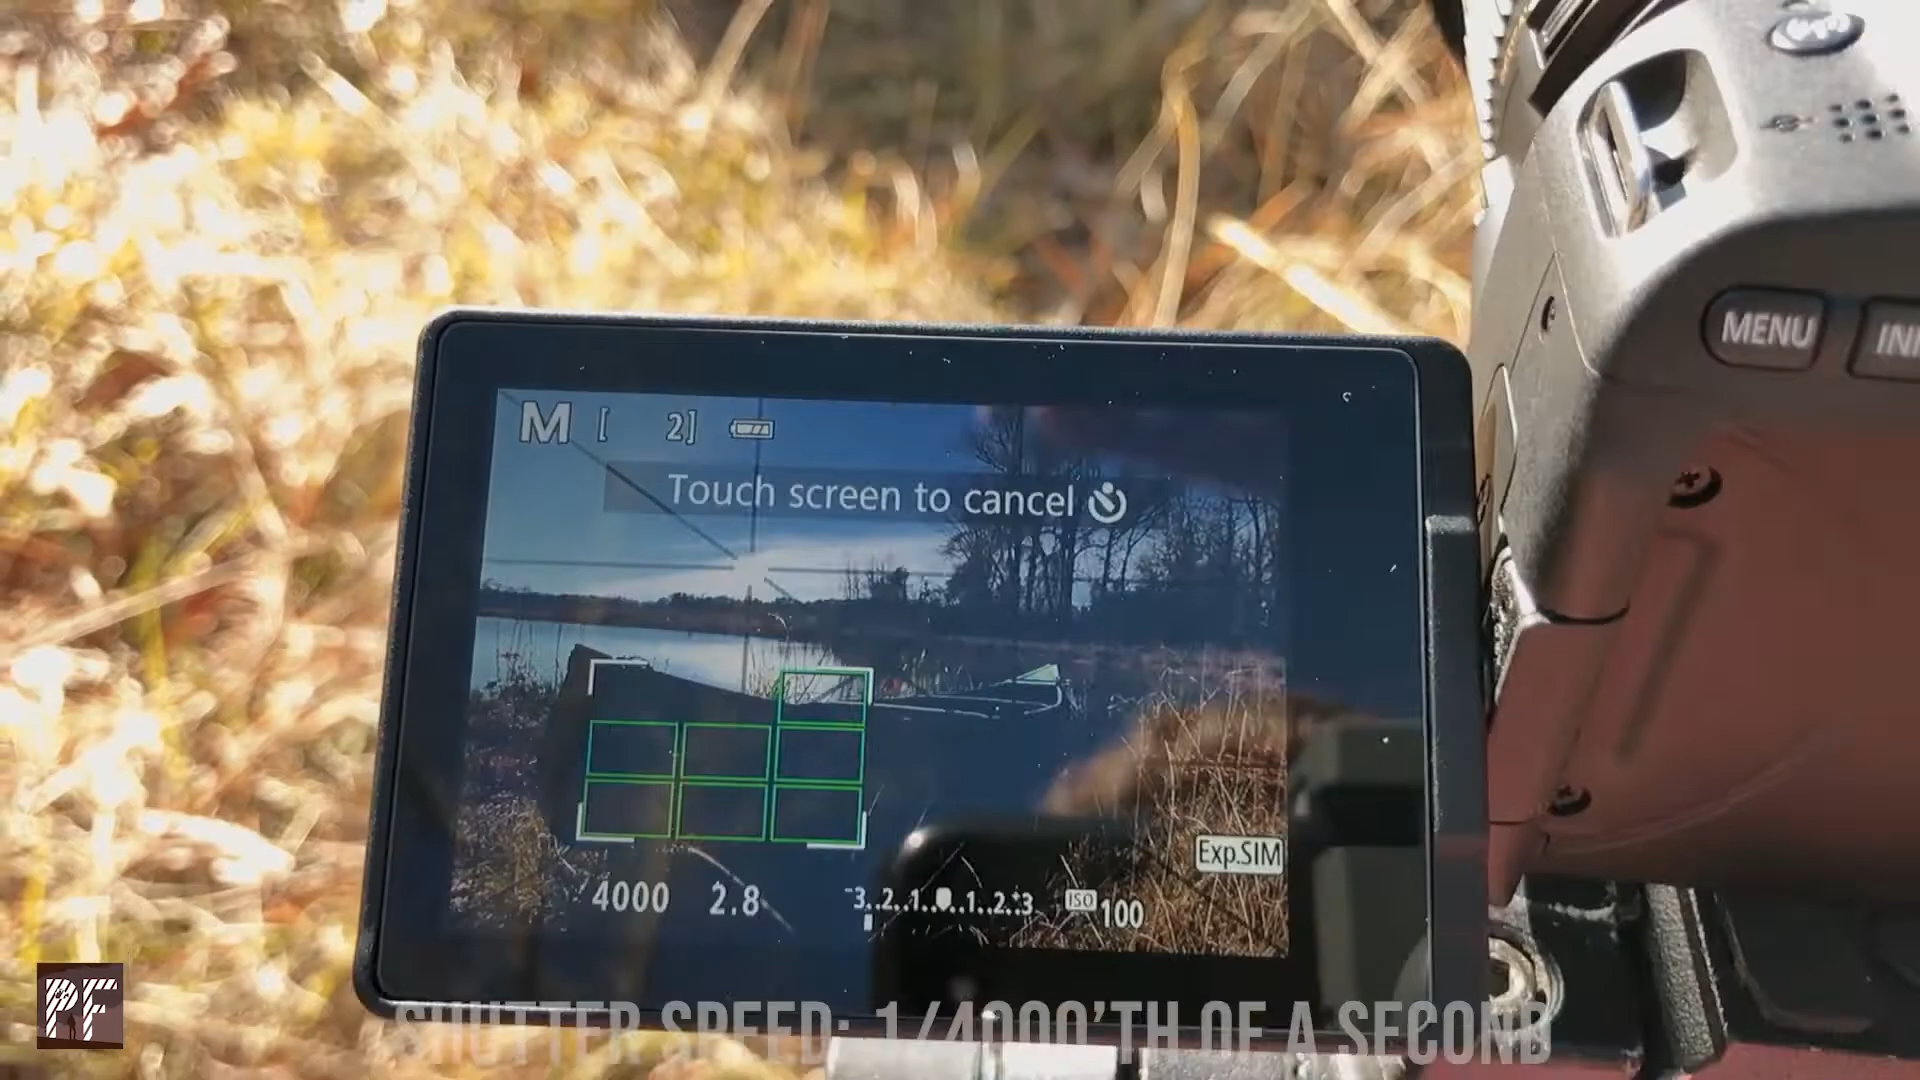 MENU
M [ 2]
Touch screen to cancel
Exp.SIM
4000 2.8 -3..2..1..0..1..2..+3 ISO 100
PF
SHUTTER SPEED: 1/4000'TH OF A SECOND